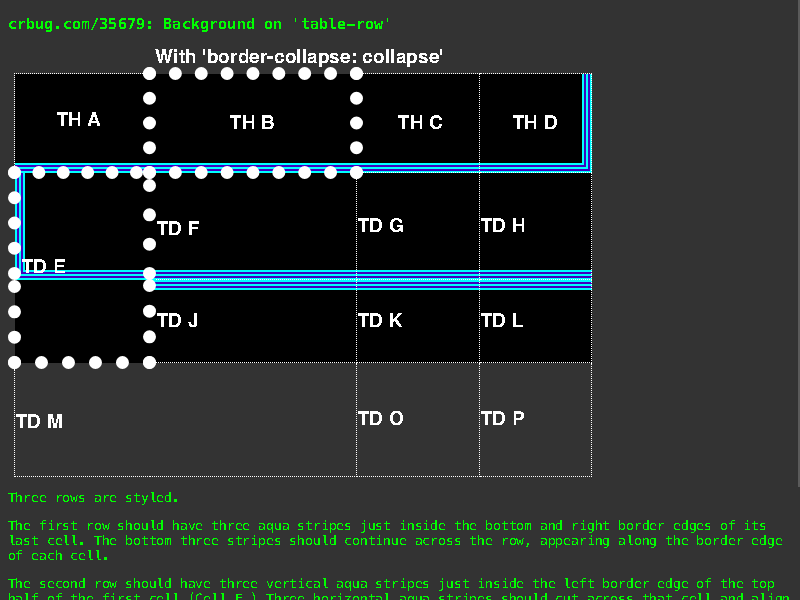 crbug.com/35679: Background on 'table-row'
With 'border-collapse: collapse'
TH A
TH B
TH C
TH D
TD E
TD F
TD G
TD H
TD J
TD K
TD L
TD M
TD O
TD P
Three rows are styled.
The first row should have three aqua stripes just inside the bottom and right border edges of its
last cell. The bottom three stripes should continue across the row, appearing along the border edge
of each cell.
The second row should have three vertical aqua stripes just inside the left border edge of the top
half of the first cell (Cell E.) Three horizontal aqua stripes should cut across that cell and align